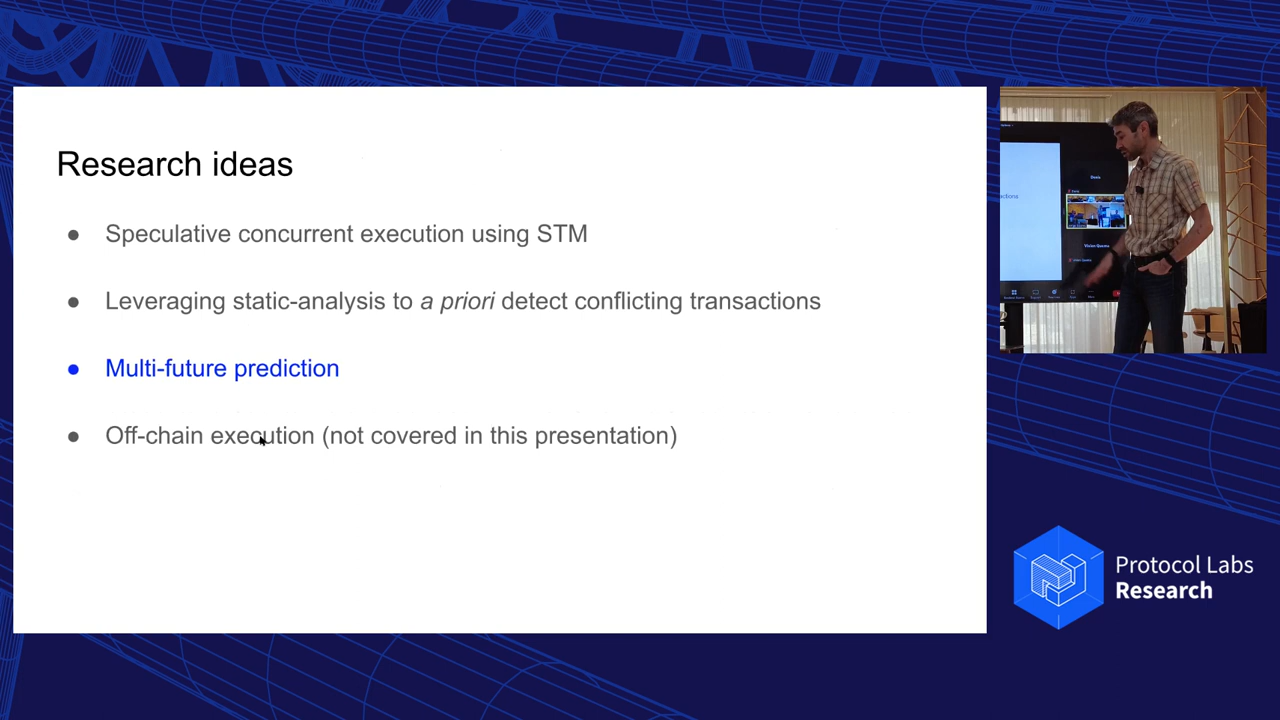 Research ideas
● Speculative concurrent execution using STM
● Leveraging static-analysis to a priori detect conflicting transactions
● Multi-future prediction
● Off-chain execution (not covered in this presentation)
Protocol Labs
Research